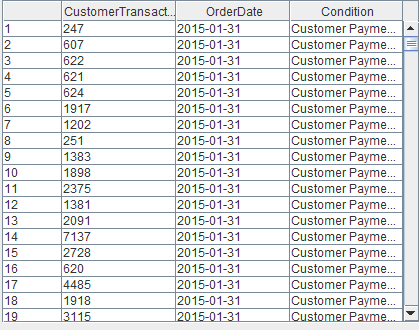 CustomerTransact... OrderDate Condition
1 247 2015-01-31 Customer Payme...
2 607 2015-01-31 Customer Payme...
3 622 2015-01-31 Customer Payme...
4 621 2015-01-31 Customer Payme...
5 624 2015-01-31 Customer Payme...
6 1917 2015-01-31 Customer Payme...
7 1202 2015-01-31 Customer Payme...
8 251 2015-01-31 Customer Payme...
9 1383 2015-01-31 Customer Payme...
10 1898 2015-01-31 Customer Payme...
11 2375 2015-01-31 Customer Payme...
12 1381 2015-01-31 Customer Payme...
13 2091 2015-01-31 Customer Payme...
14 7137 2015-01-31 Customer Payme...
15 2728 2015-01-31 Customer Payme...
16 620 2015-01-31 Customer Payme...
17 4485 2015-01-31 Customer Payme...
18 1918 2015-01-31 Customer Payme...
19 3115 2015-01-31 Customer Payme...